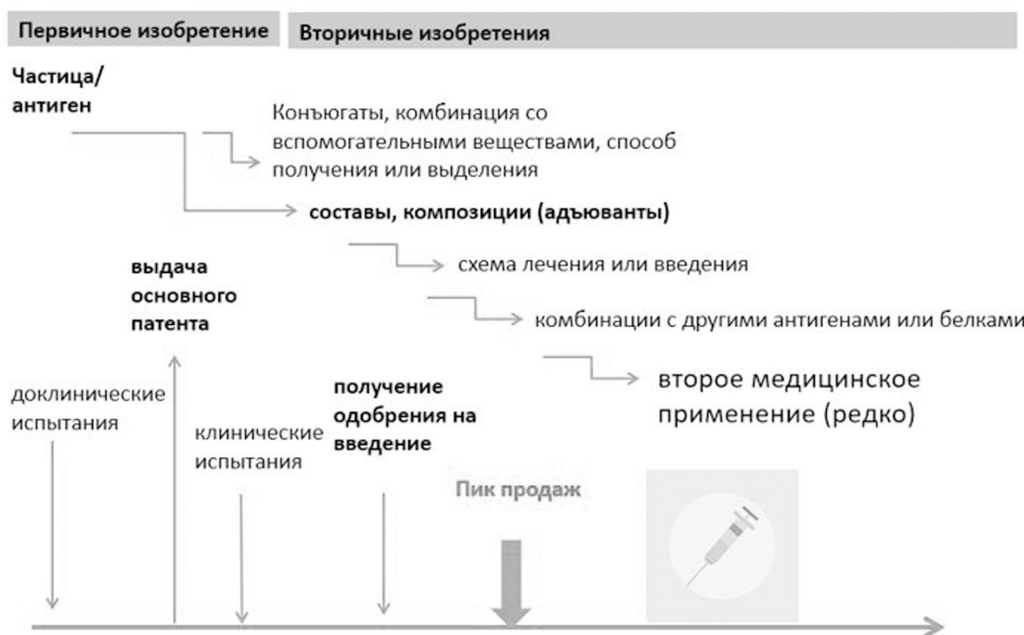 Первичное изобретение
Вторичные изобретения
Частица/
антиген
Конъюгаты, комбинация со
вспомогательными веществами, способ
получения или выделения
составы, композиции (адъюванты)
схема лечения или введения
комбинации с другими антигенами или белками
второе медицинское
применение (редко)
выдача
основного
патента
доклинические
испытания
клинические
испытания
получение
одобрения на
введение
Пик продаж